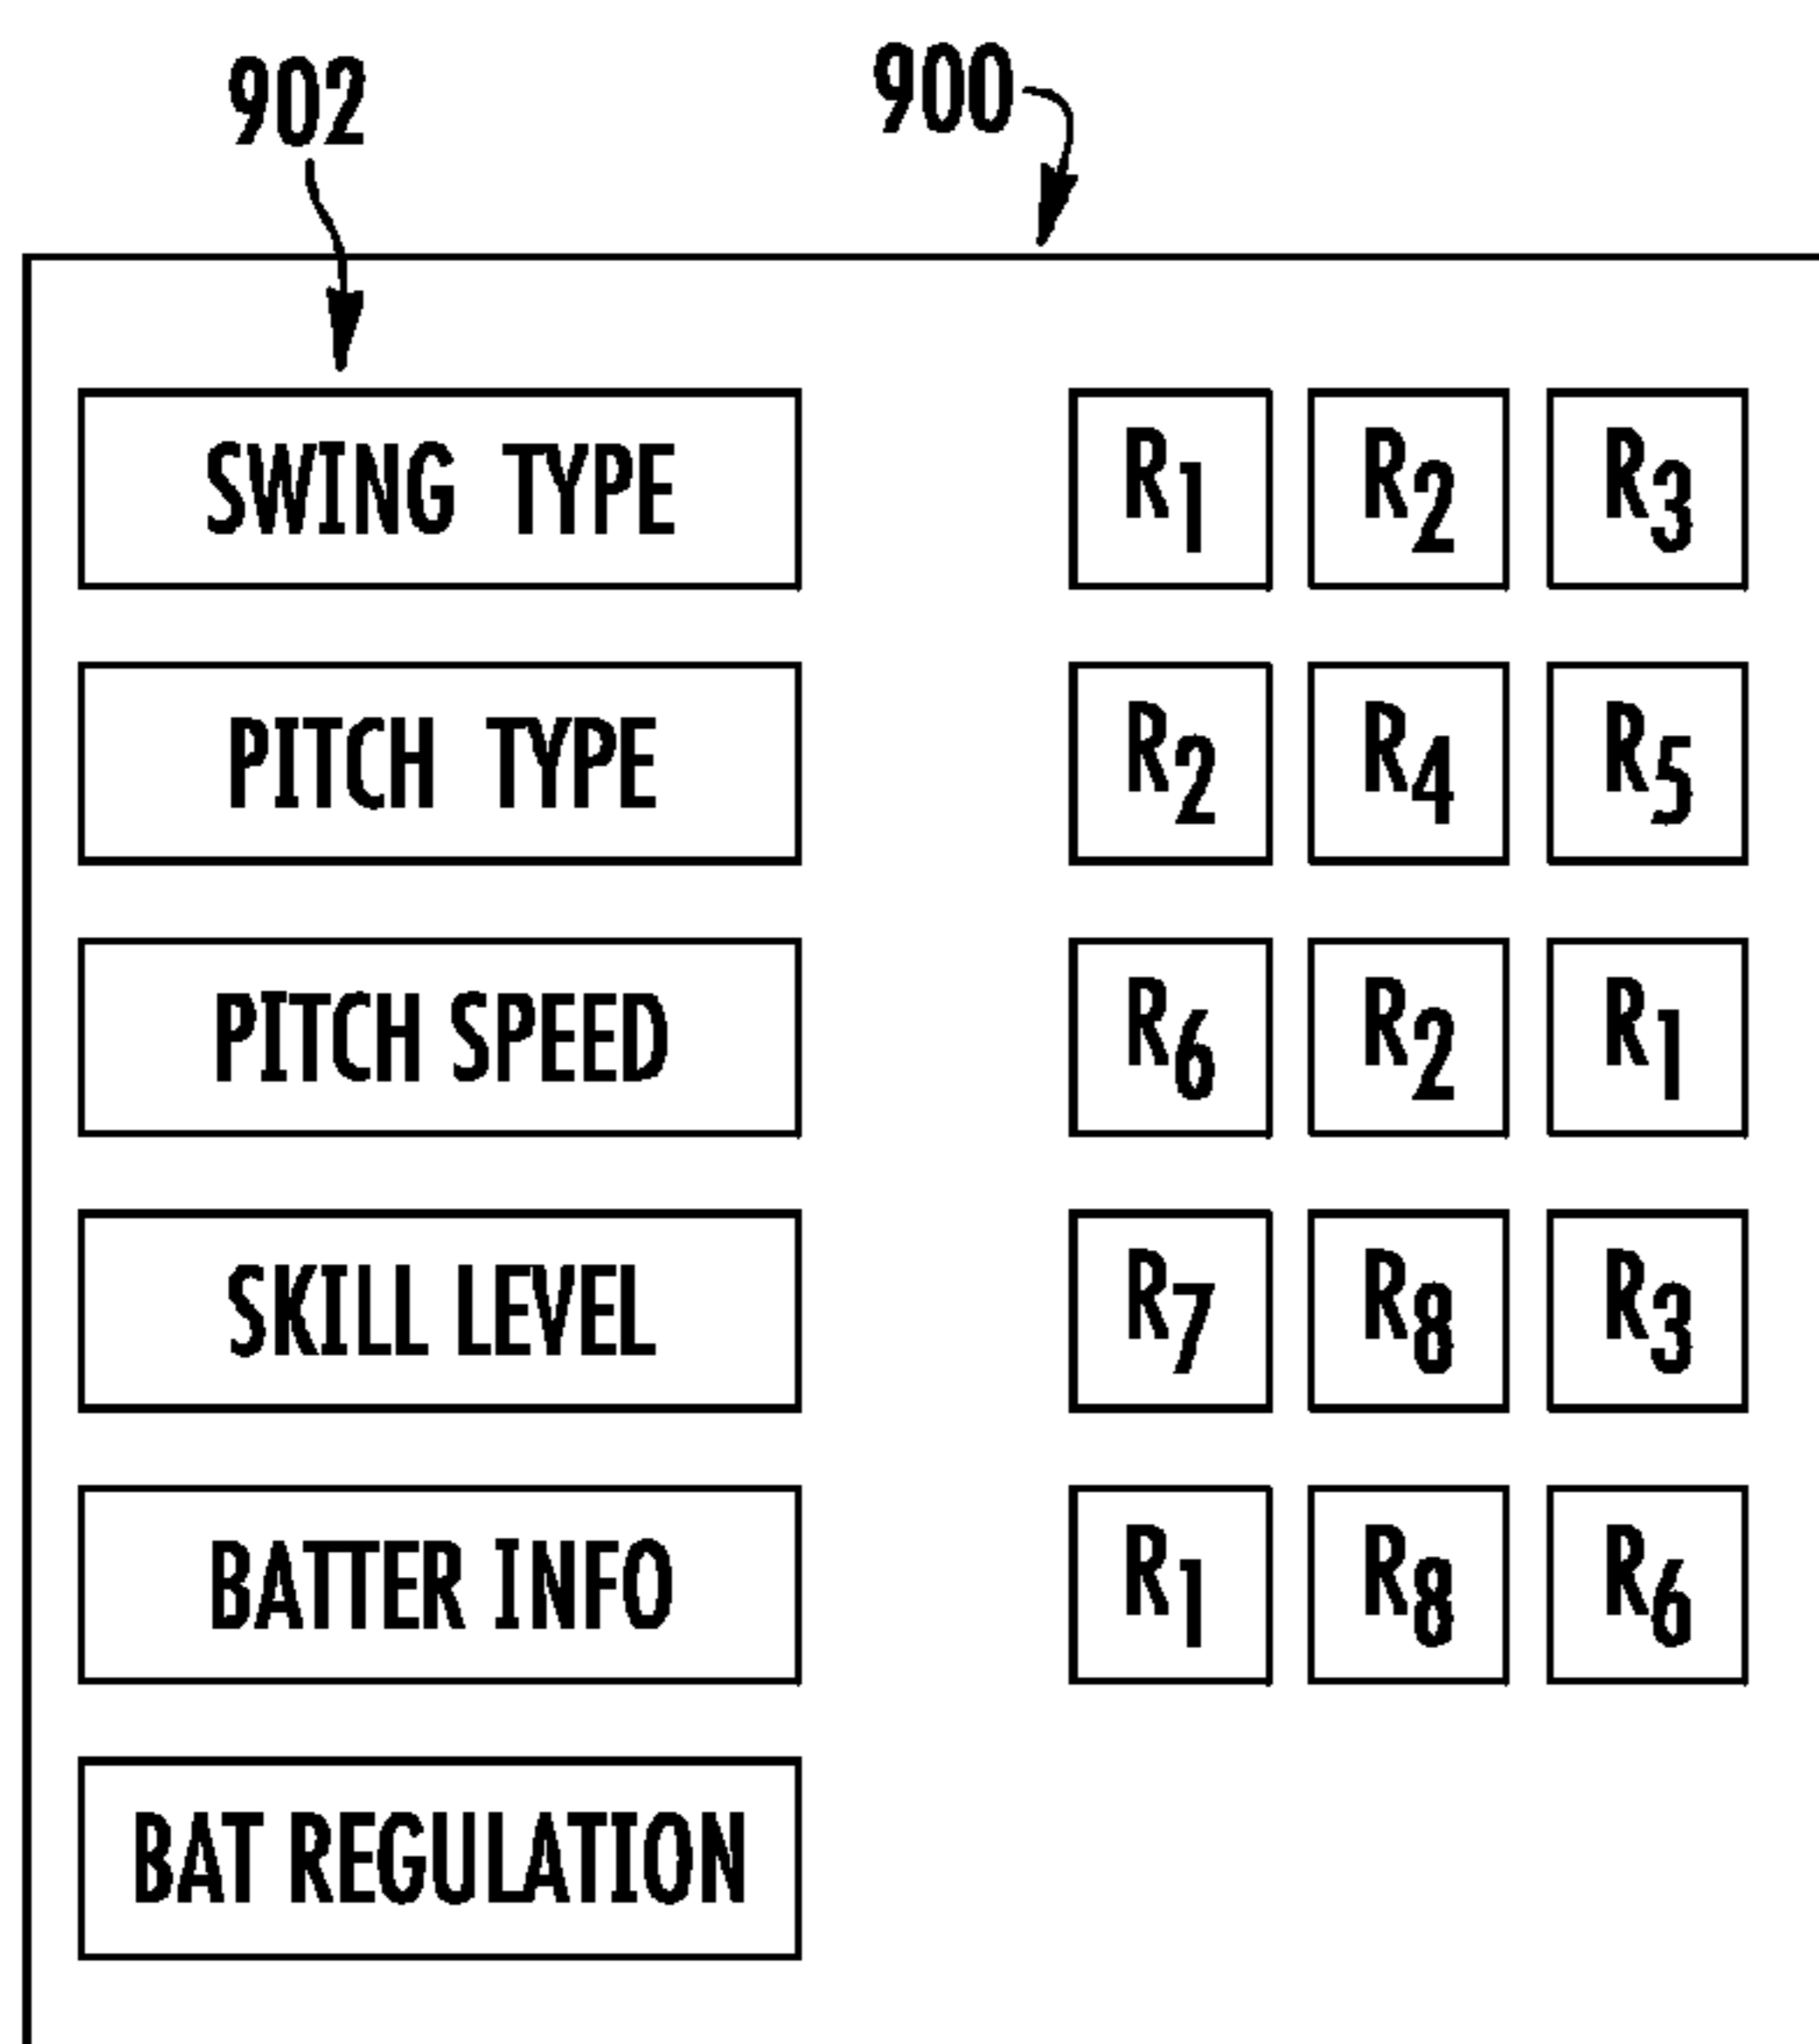 902 900
SWING TYPE R1 R2 R3
PITCH TYPE R2 R4 R5
PITCH SPEED R6 R2 R1
SKILL LEVEL R7 R8 R3
BATTER INFO R1 R8 R6
BAT REGULATION